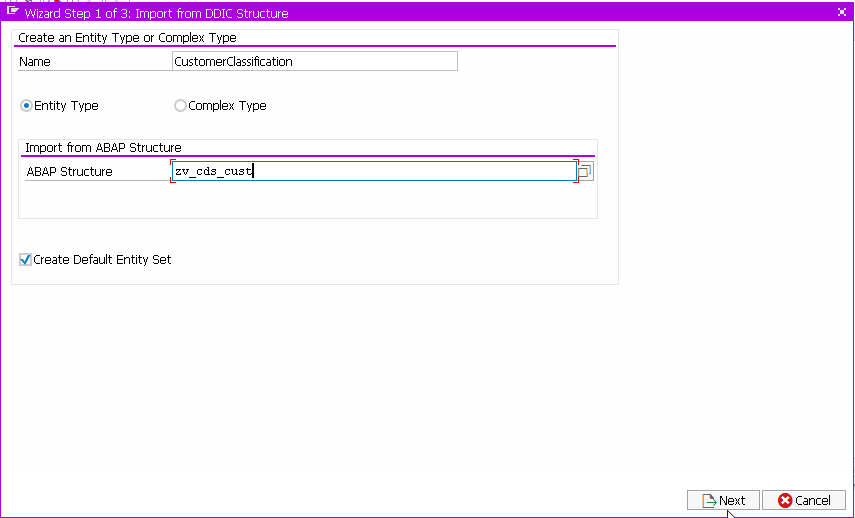 Wizard Step 1 of 3: Import from DDIC Structure
Create an Entity Type or Complex Type
Name CustomerClassification
Entity Type Complex Type
Import from ABAP Structure
ABAP Structure zv_cds_cust
Create Default Entity Set
Next Cancel